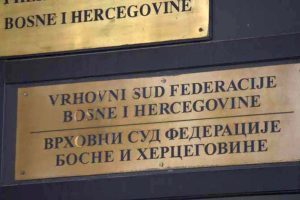 BOSNE I HERCEGOVINE
VRHOVNI SUD FEDERACIJE
BOSNE I HERCEGOVINE
ВРХОВНИ СУД ФЕДЕРАЦИЈЕ
БОСНЕ И ХЕРЦЕГОВИНЕ